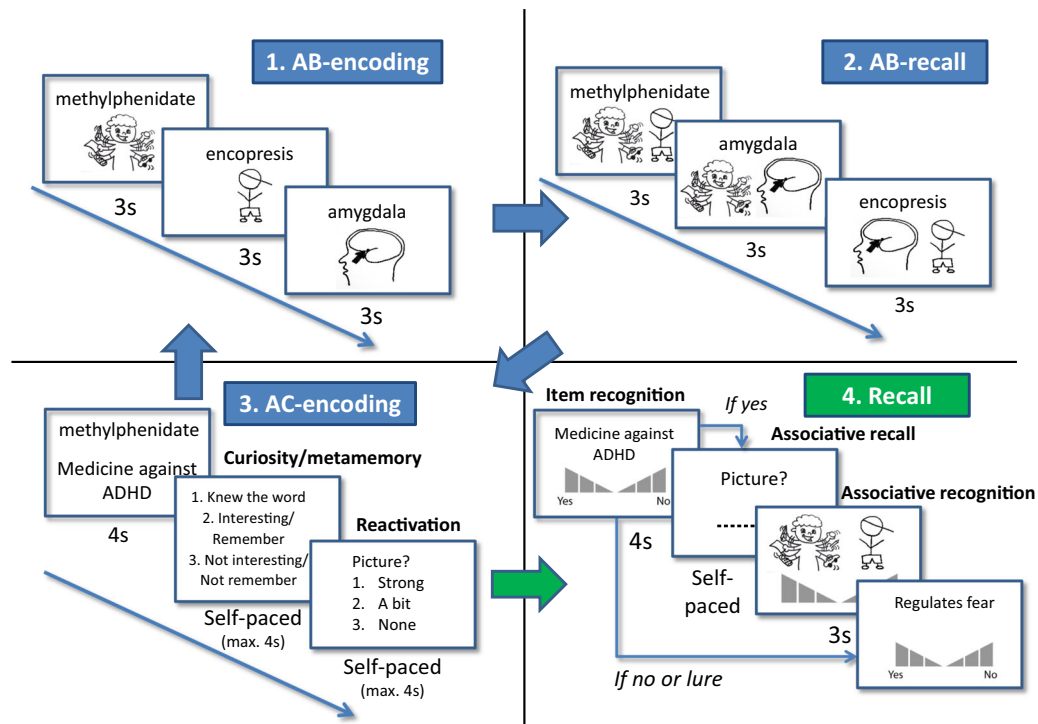 1. AB-encoding
methylphenidate
3s
encopresis
3s
amygdala
3s
2. AB-recall
methylphenidate
3s
amygdala
3s
encopresis
3s
3. AC-encoding
methylphenidate
Medicine against
ADHD
4s
Curiosity/metamemory
1. Knew the word
2. Interesting/
Remember
3. Not interesting/
Not remember
Self-paced
(max. 4s)
Reactivation
Picture?
1. Strong
2. A bit
3. None
Self-paced
(max. 4s)
4. Recall
Item recognition
Medicine against
ADHD
Yes
No
4s
If yes
Associative recall
Picture?
Self-
paced
Associative recognition
3s
Regulates fear
Yes
No
If no or lure